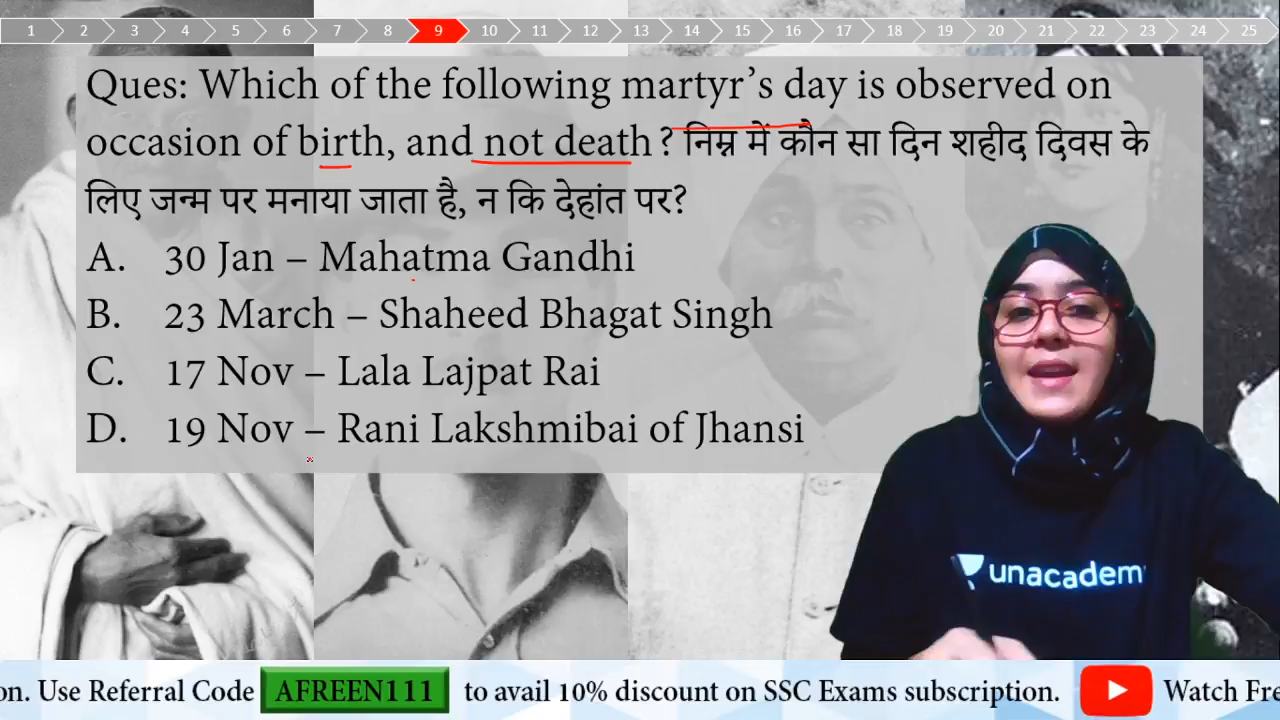 1 2 3 4 5 6 7 8 9 10 11 12 13 14 15 16 17 18 19 20 21 22 23 24 25
Ques: Which of the following martyr’s day is observed on
occasion of birth, and not death? निम्न में कौन सा दिन शहीद दिवस के
लिए जन्म पर मनाया जाता है, न कि देहांत पर?
A. 30 Jan – Mahatma Gandhi
B. 23 March – Shaheed Bhagat Singh
C. 17 Nov – Lala Lajpat Rai
D. 19 Nov – Rani Lakshmibai of Jhansi
unacadem
on. Use Referral Code AFREEN111 to avail 10% discount on SSC Exams subscription. Watch Fre